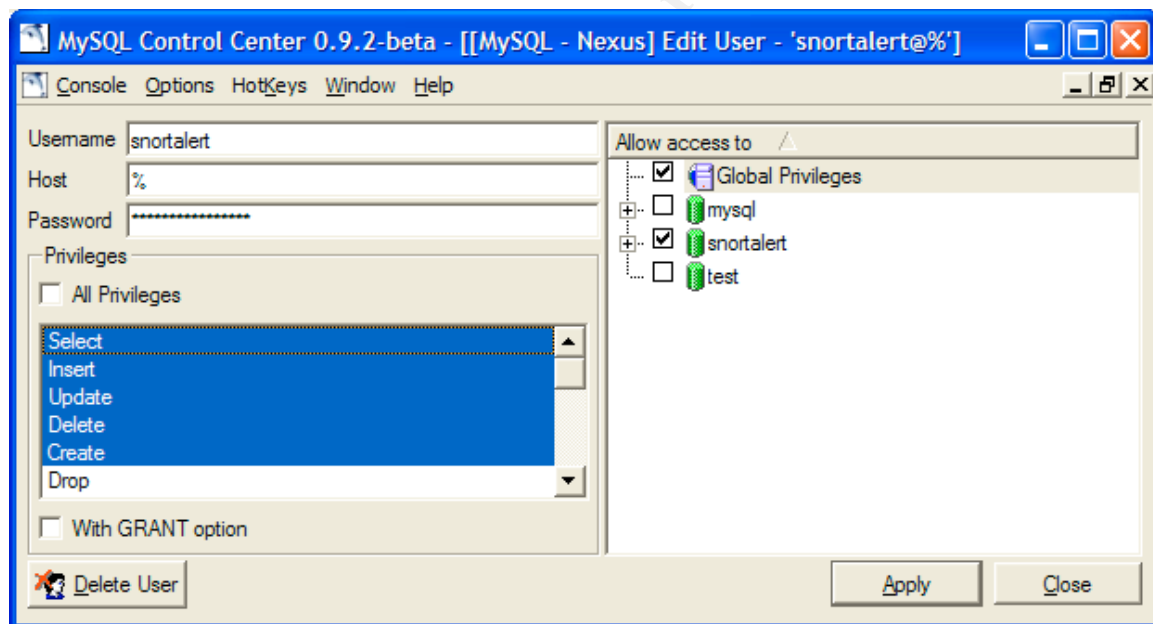 MySQL Control Center 0.9.2-beta - [[MySQL - Nexus] Edit User - 'snortalert@%']
Console Options HotKeys Window Help
Username snortalert
Host %
Password ****************
Privileges
All Privileges
Select
Insert
Update
Delete
Create
Drop
With GRANT option
Delete User
Allow access to
Global Privileges
mysql
snortalert
test
Apply Close